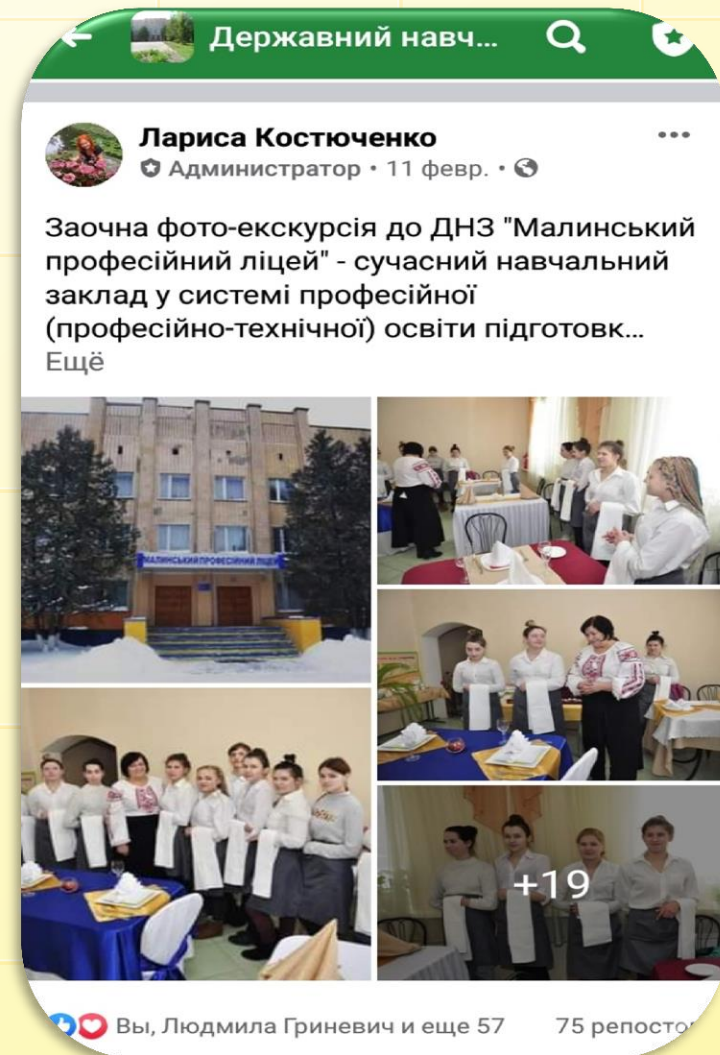 Державний навч...
Лариса Костюченко
Администратор • 11 февр. •
Заочна фото-екскурсія до ДНЗ "Малинський
професійний ліцей" - сучасний навчальний
заклад у системі професійної
(професійно-технічної) освіти підготовк...
Ещё
МАЛИНСЬКИЙ ПРОФЕСІЙНИЙ ЛІЦЕЙ
+19
Вы, Людмила Гриневич и еще 57 75 репосто